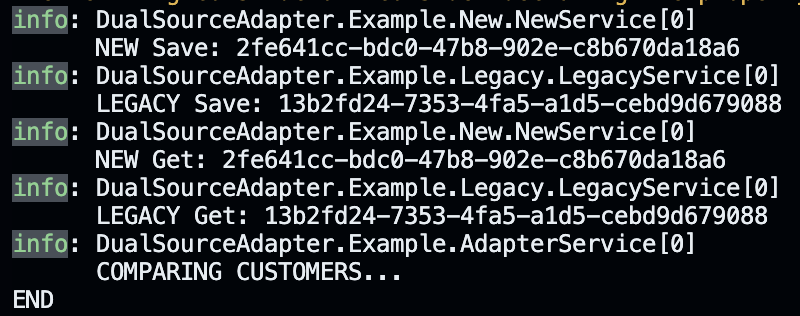 info: DualSourceAdapter.Example.New.NewService[0]
NEW Save: 2fe641cc-bdc0-47b8-902e-c8b670da18a6
info: DualSourceAdapter.Example.Legacy.LegacyService[0]
LEGACY Save: 13b2fd24-7353-4fa5-a1d5-cebd9d679088
info: DualSourceAdapter.Example.New.NewService[0]
NEW Get: 2fe641cc-bdc0-47b8-902e-c8b670da18a6
info: DualSourceAdapter.Example.Legacy.LegacyService[0]
LEGACY Get: 13b2fd24-7353-4fa5-a1d5-cebd9d679088
info: DualSourceAdapter.Example.AdapterService[0]
COMPARING CUSTOMERS...
END